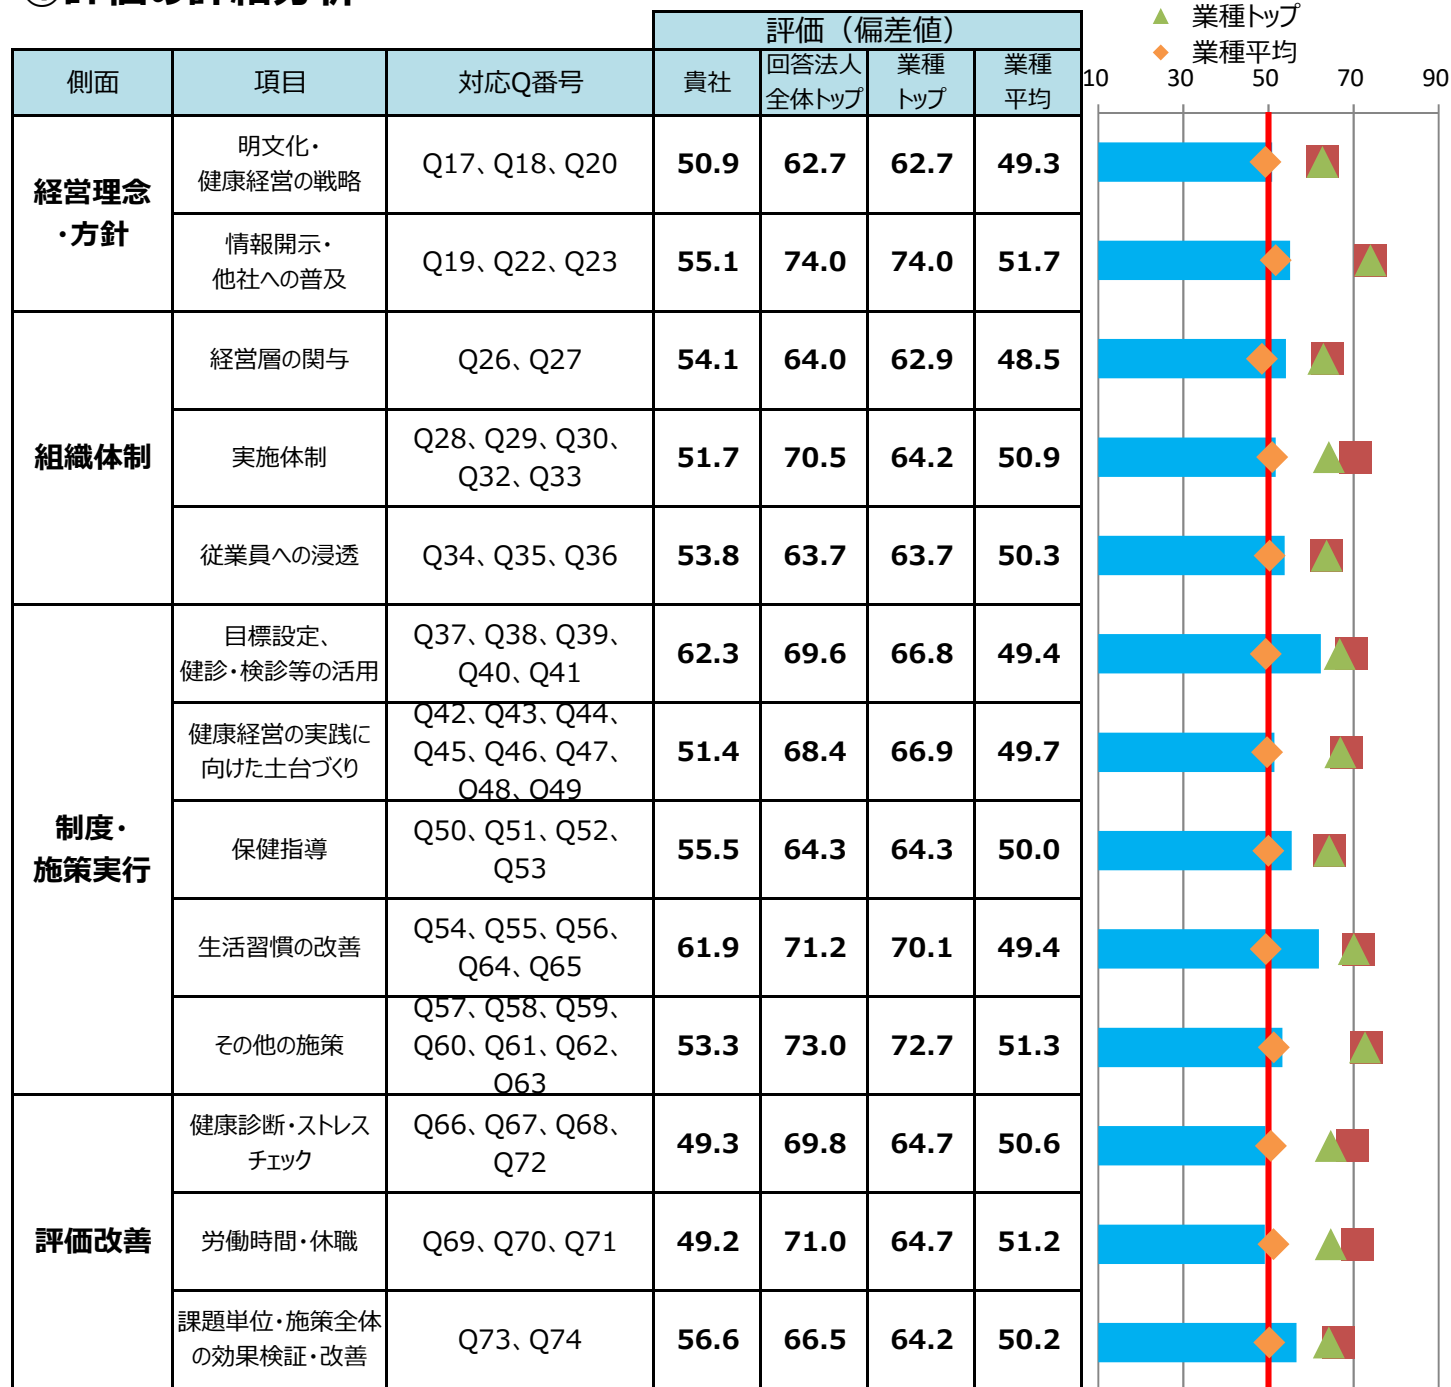 ①評価の詳細分析
▲ 業種トップ
◆ 業種平均
評価（偏差値）
側面 項目 対応Q番号 貴社 回答法人全体トップ 業種トップ 業種平均
10 30 50 70 90
経営理念・方針
明文化・健康経営の戦略 Q17、Q18、Q20 50.9 62.7 62.7 49.3
情報開示・他社への普及 Q19、Q22、Q23 55.1 74.0 74.0 51.7
組織体制
経営層の関与 Q26、Q27 54.1 64.0 62.9 48.5
実施体制 Q28、Q29、Q30、Q32、Q33 51.7 70.5 64.2 50.9
従業員への浸透 Q34、Q35、Q36 53.8 63.7 63.7 50.3
制度・施策実行
目標設定、健診・検診等の活用 Q37、Q38、Q39、Q40、Q41 62.3 69.6 66.8 49.4
健康経営の実践に向けた土台づくり Q42、Q43、Q44、Q45、Q46、Q47、Q48、Q49 51.4 68.4 66.9 49.7
保健指導 Q50、Q51、Q52、Q53 55.5 64.3 64.3 50.0
生活習慣の改善 Q54、Q55、Q56、Q64、Q65 61.9 71.2 70.1 49.4
その他の施策 Q57、Q58、Q59、Q60、Q61、Q62、Q63 53.3 73.0 72.7 51.3
評価改善
健康診断・ストレスチェック Q66、Q67、Q68、Q72 49.3 69.8 64.7 50.6
労働時間・休職 Q69、Q70、Q71 49.2 71.0 64.7 51.2
課題単位・施策全体の効果検証・改善 Q73、Q74 56.6 66.5 64.2 50.2